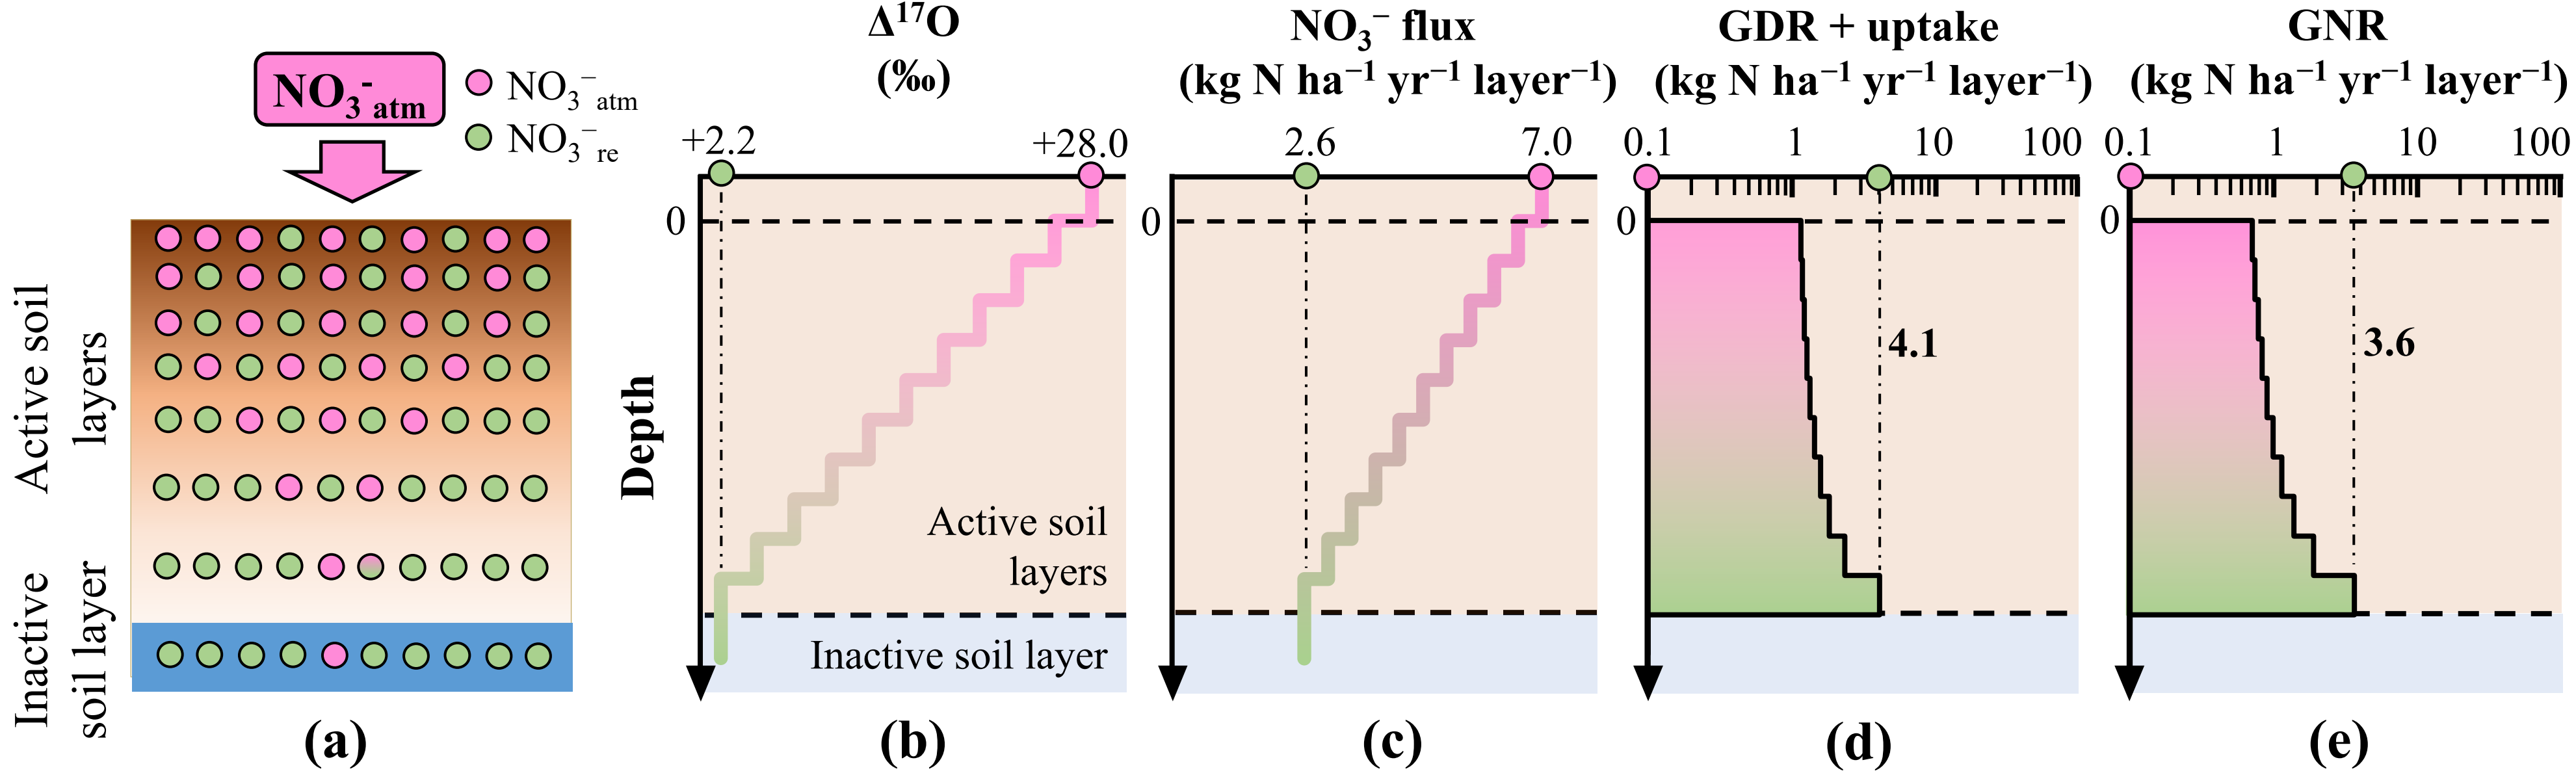 NO₃⁻atm
NO₃⁻atm
NO₃⁻re
Active soil
layers
Inactive
soil layer
(a)
Δ¹⁷O
(‰)
+2.2
+28.0
0
Depth
Active soil
layers
Inactive soil layer
(b)
NO₃⁻ flux
(kg N ha⁻¹ yr⁻¹ layer⁻¹)
2.6
7.0
0
(c)
GDR + uptake
(kg N ha⁻¹ yr⁻¹ layer⁻¹)
0.1 1 10 100
0
4.1
(d)
GNR
(kg N ha⁻¹ yr⁻¹ layer⁻¹)
0.1 1 10 100
0
3.6
(e)